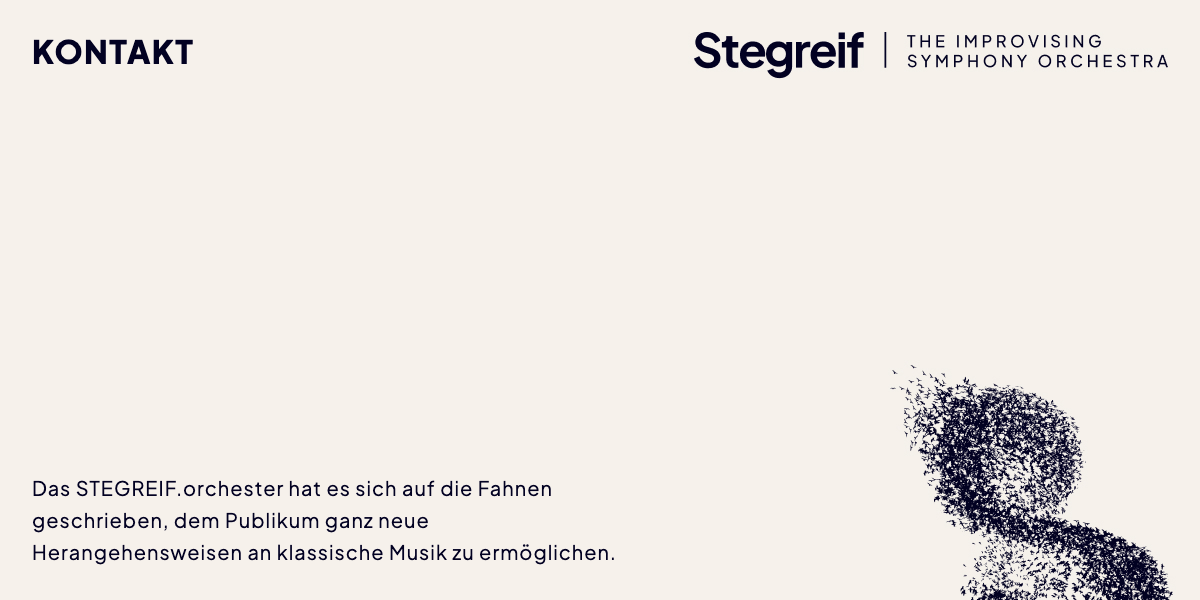 KONTAKT
Stegreif
THE IMPROVISING
SYMPHONY ORCHESTRA
Das STEGREIF.orchester hat es sich auf die Fahnen
geschrieben, dem Publikum ganz neue
Herangehensweisen an klassische Musik zu ermöglichen.